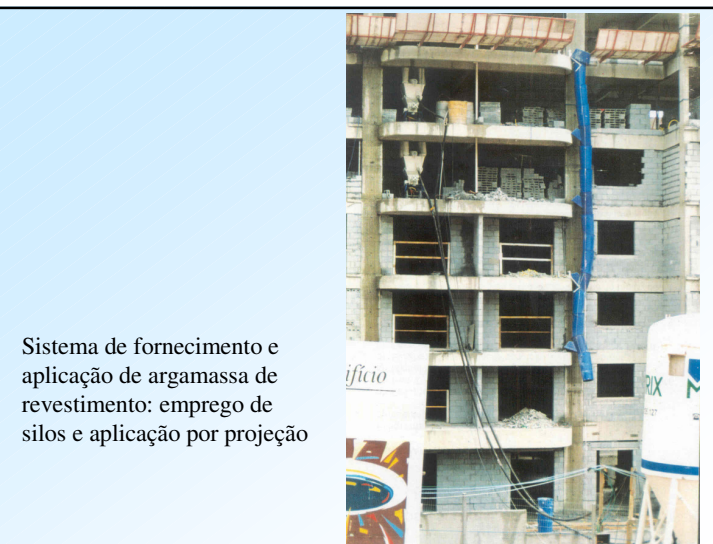 Sistema de fornecimento e
aplicação de argamassa de
revestimento: emprego de
silos e aplicação por projeção
ifício
RIX M